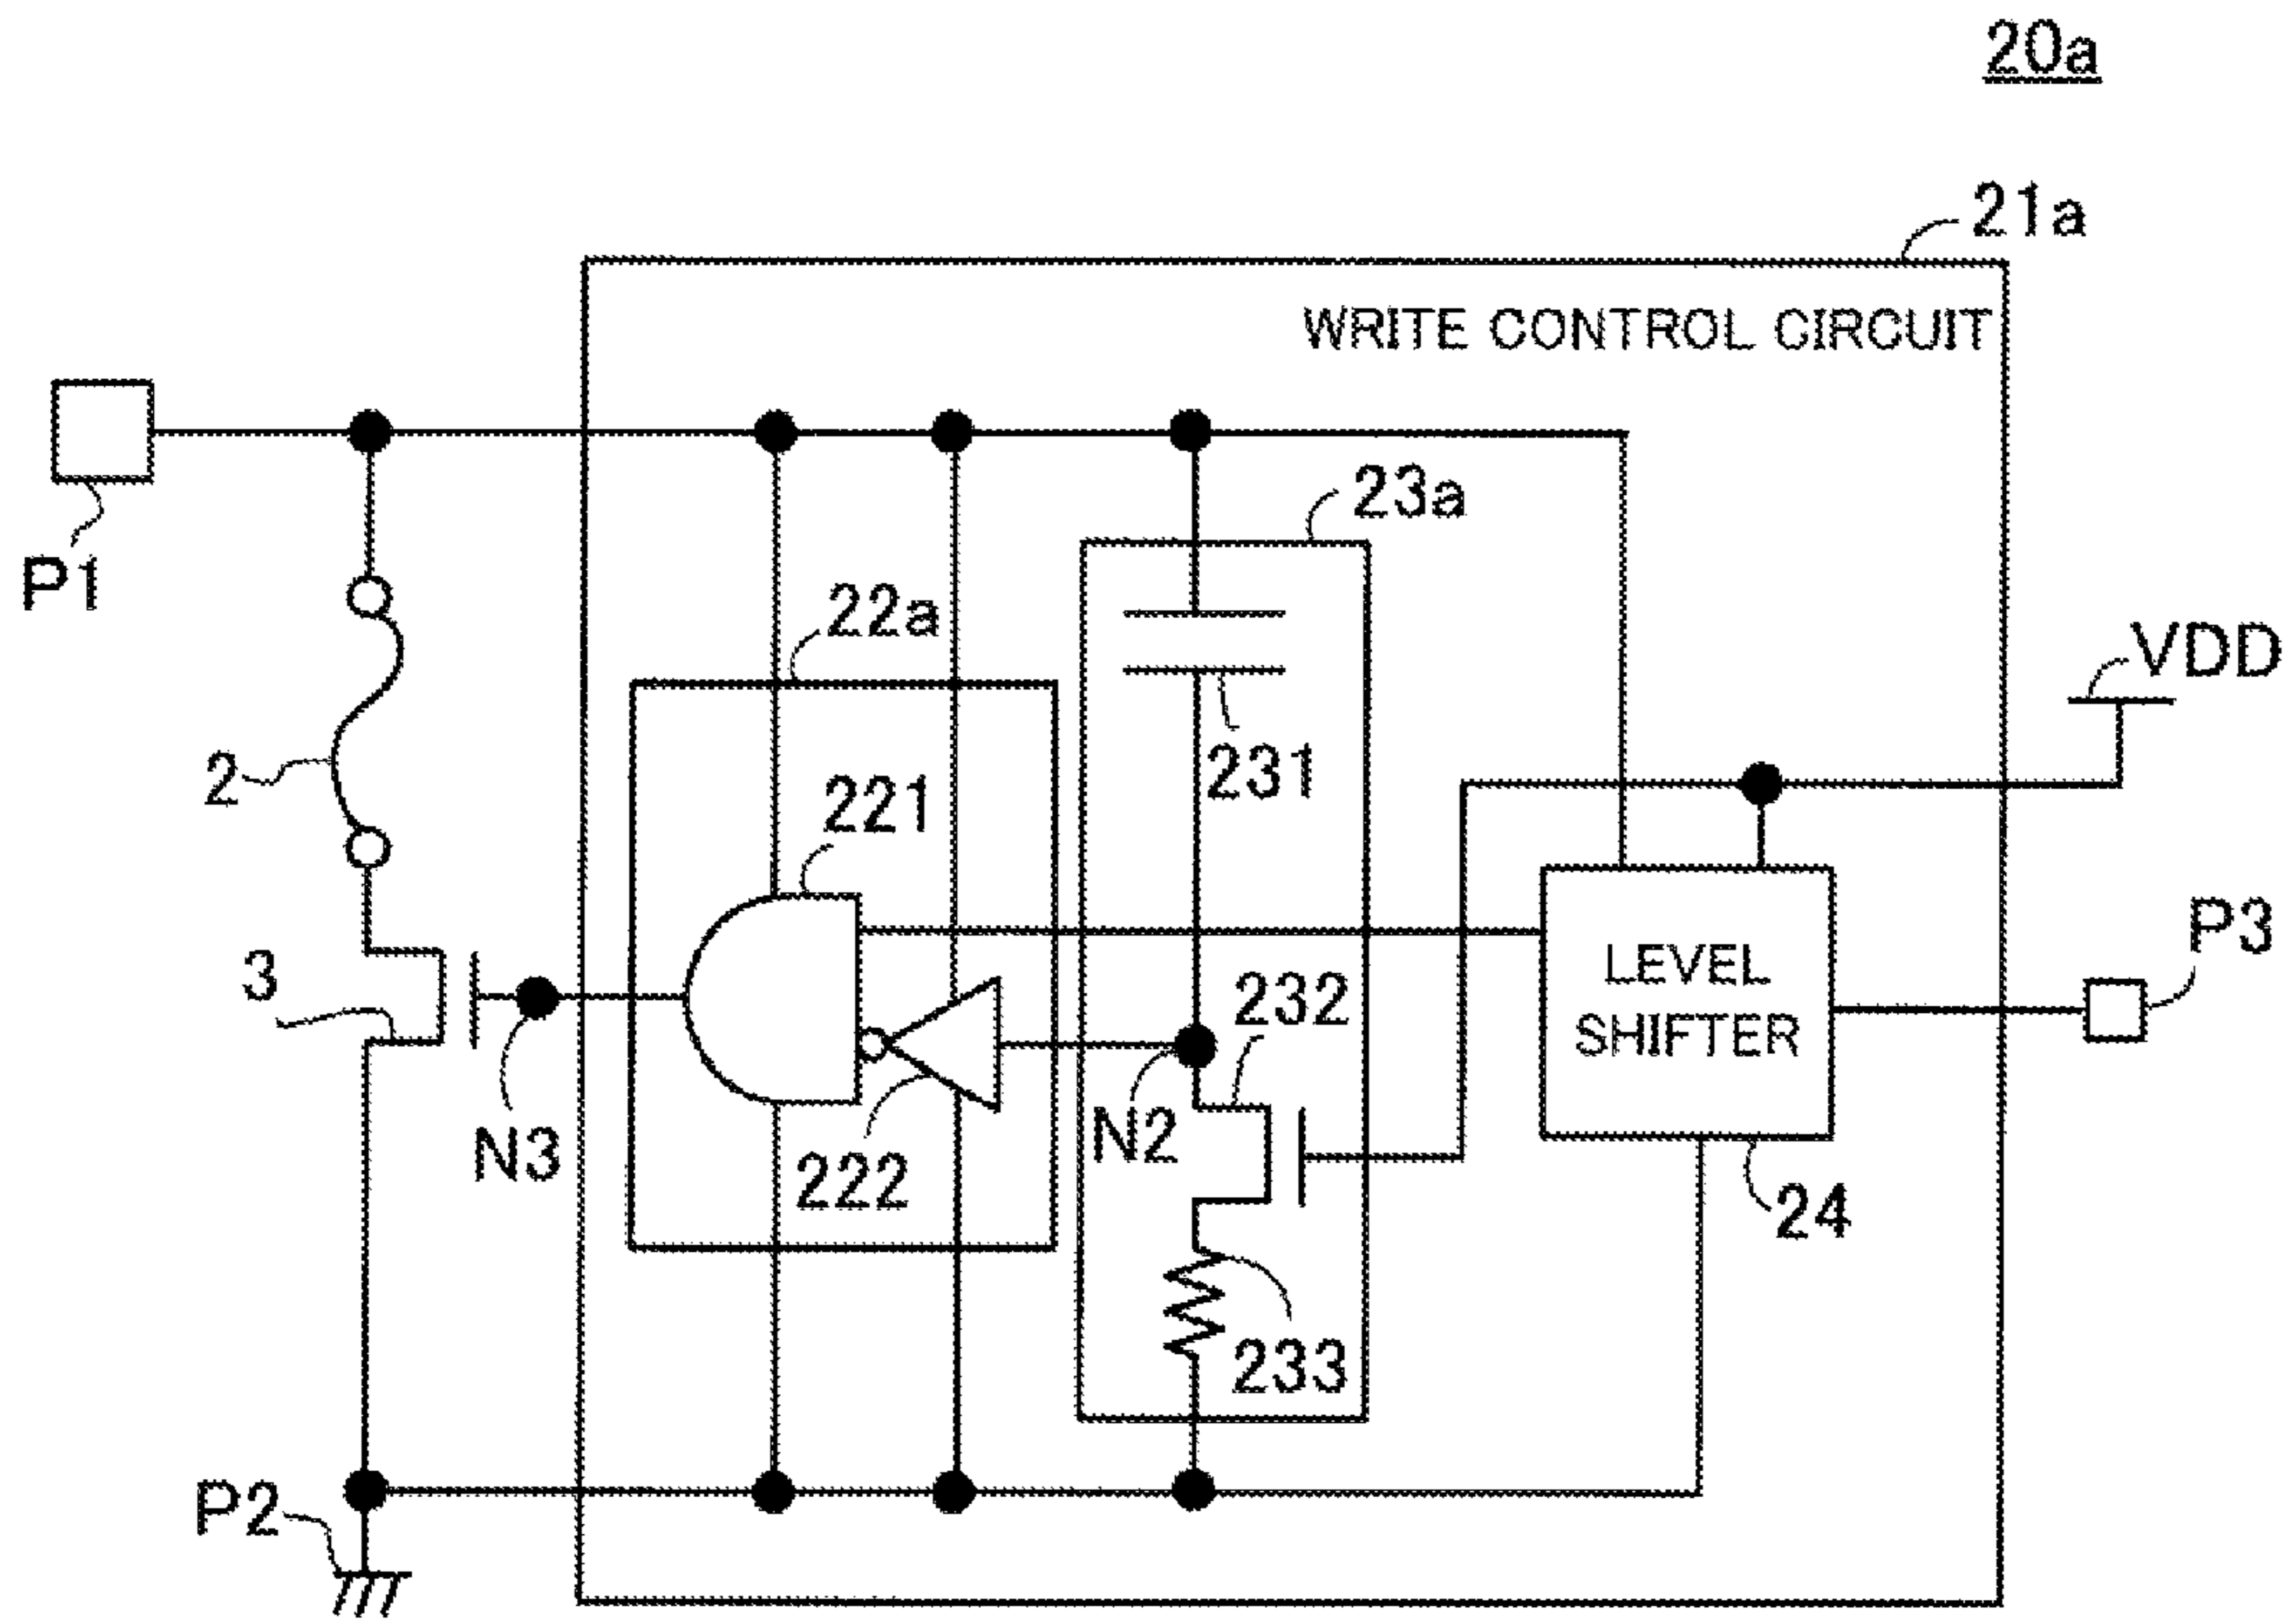 20a
21a
WRITE CONTROL CIRCUIT
23a
P1
22a
VDD
2
231
221
P3
3
LEVEL
SHIFTER
232
N3
N2
222
24
233
P2